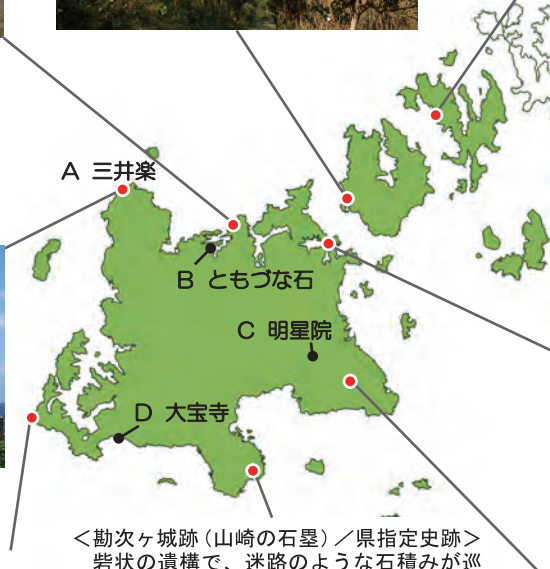 A 三井楽
B ともづな石
C 明星院
D 大宝寺
＜勘次ヶ城跡（山崎の石塁）／県指定史跡＞
砦状の遺構で、迷路のような石積みが巡